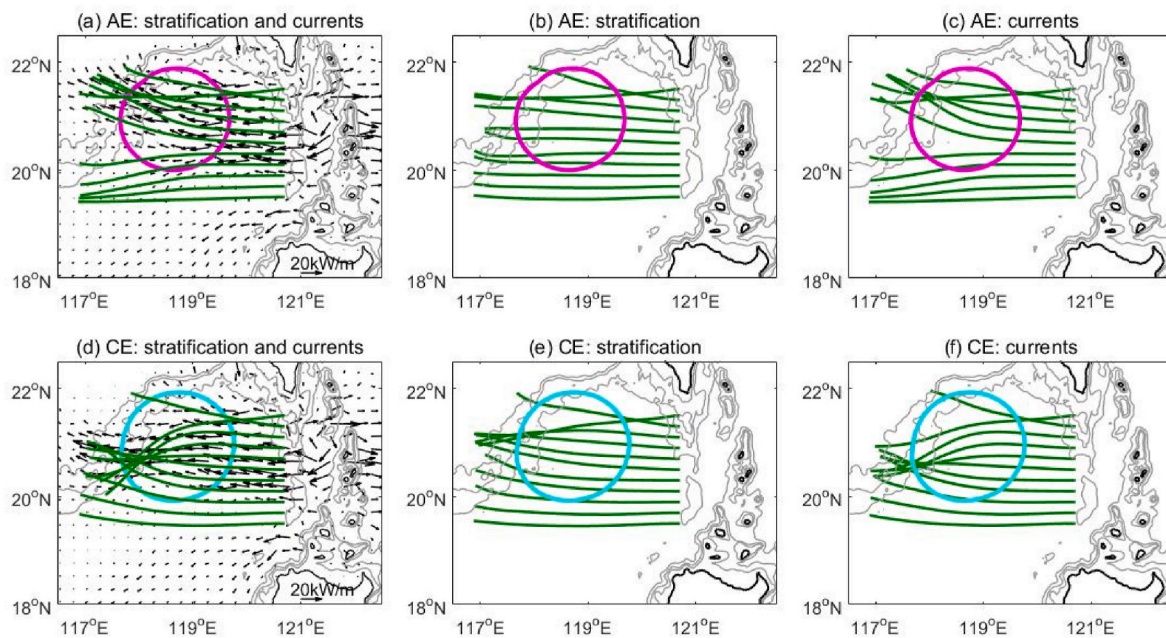 (a) AE: stratification and currents
(b) AE: stratification
(c) AE: currents
22°N
20°N
18°N
20kW/m
117°E 119°E 121°E
22°N
20°N
18°N
117°E 119°E 121°E
22°N
20°N
18°N
117°E 119°E 121°E
(d) CE: stratification and currents
(e) CE: stratification
(f) CE: currents
22°N
20°N
18°N
20kW/m
117°E 119°E 121°E
22°N
20°N
18°N
117°E 119°E 121°E
22°N
20°N
18°N
117°E 119°E 121°E